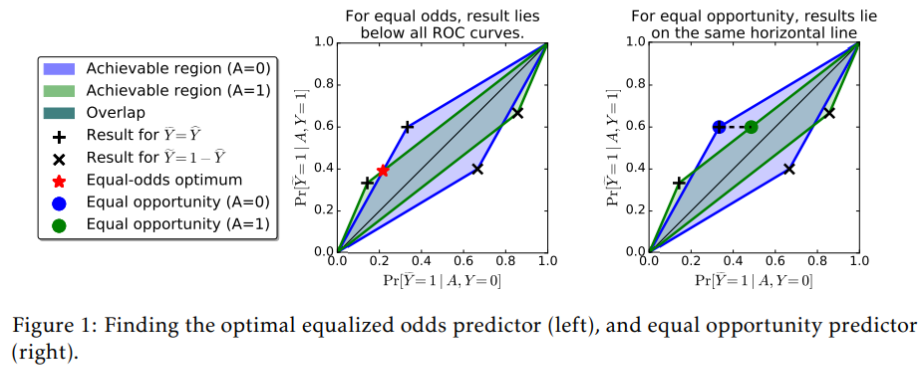 For equal odds, result lies
below all ROC curves.
For equal opportunity, results lie
on the same horizontal line
Achievable region (A=0)
Achievable region (A=1)
Overlap
Result for Ỹ=Ŷ
Result for Ỹ=1−Ŷ
Equal-odds optimum
Equal opportunity (A=0)
Equal opportunity (A=1)
Pr[Ỹ=1 | A,Y=1]
1.0
0.8
0.6
0.4
0.2
0.0
0.0 0.2 0.4 0.6 0.8 1.0
Pr[Ỹ=1 | A,Y=0]
Pr[Ỹ=1 | A,Y=1]
1.0
0.8
0.6
0.4
0.2
0.0
0.0 0.2 0.4 0.6 0.8 1.0
Pr[Ỹ=1 | A,Y=0]
Figure 1: Finding the optimal equalized odds predictor (left), and equal opportunity predictor
(right).